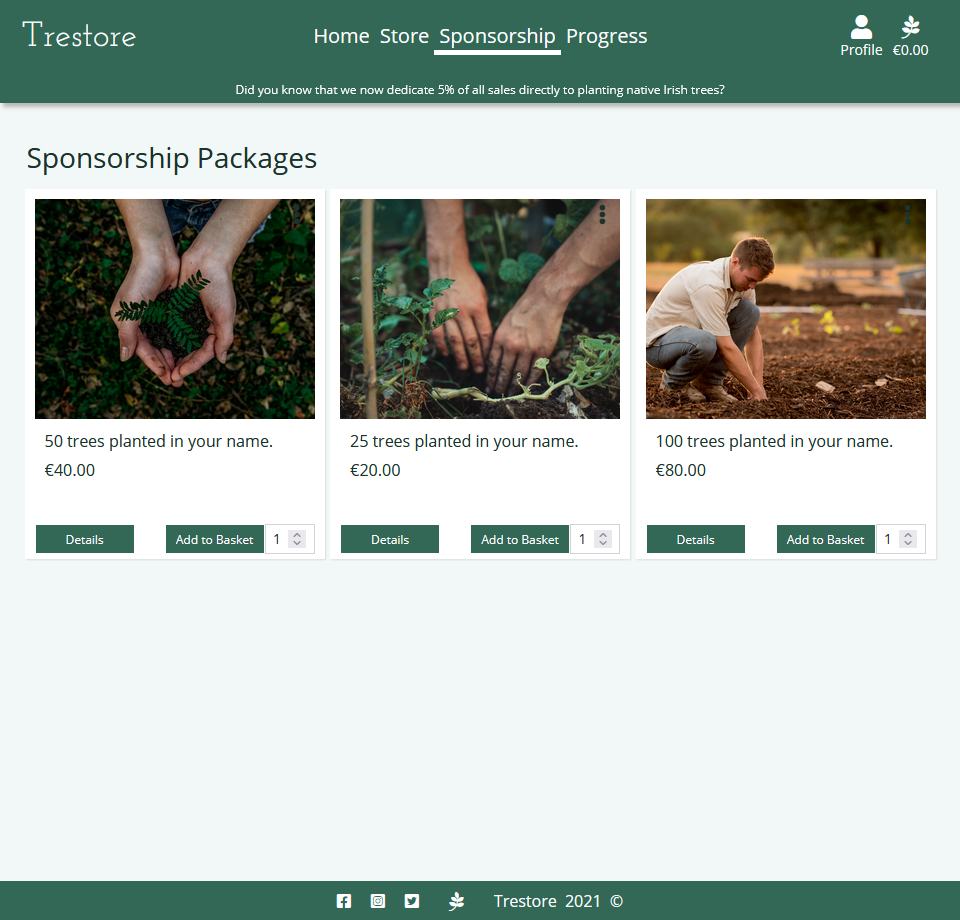 Trestore
Home Store Sponsorship Progress
Profile €0.00
Did you know that we now dedicate 5% of all sales directly to planting native Irish trees?
Sponsorship Packages
50 trees planted in your name.
€40.00
Details Add to Basket 1
25 trees planted in your name.
€20.00
Details Add to Basket 1
100 trees planted in your name.
€80.00
Details Add to Basket 1
Trestore 2021 ©